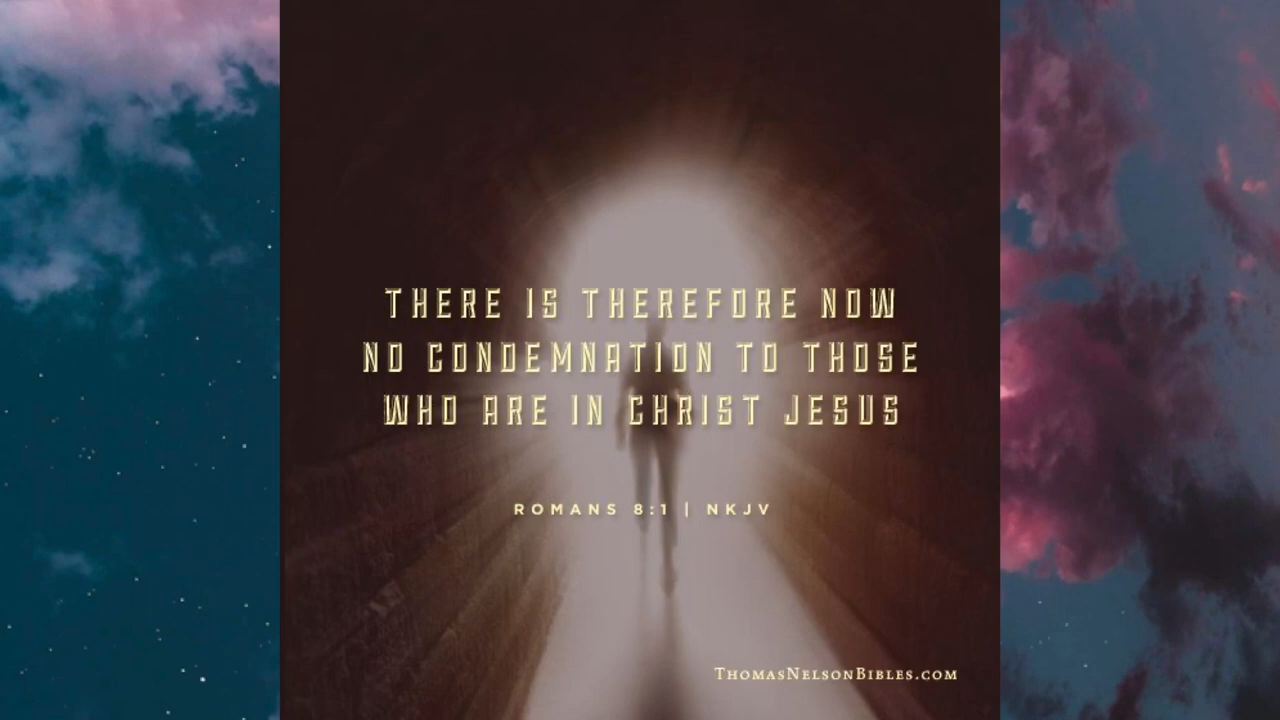 THERE IS THEREFORE NOW
NO CONDEMNATION TO THOSE
WHO ARE IN CHRIST JESUS
ROMANS 8:1 | NKJV
THOMASNELSONBIBLES.COM